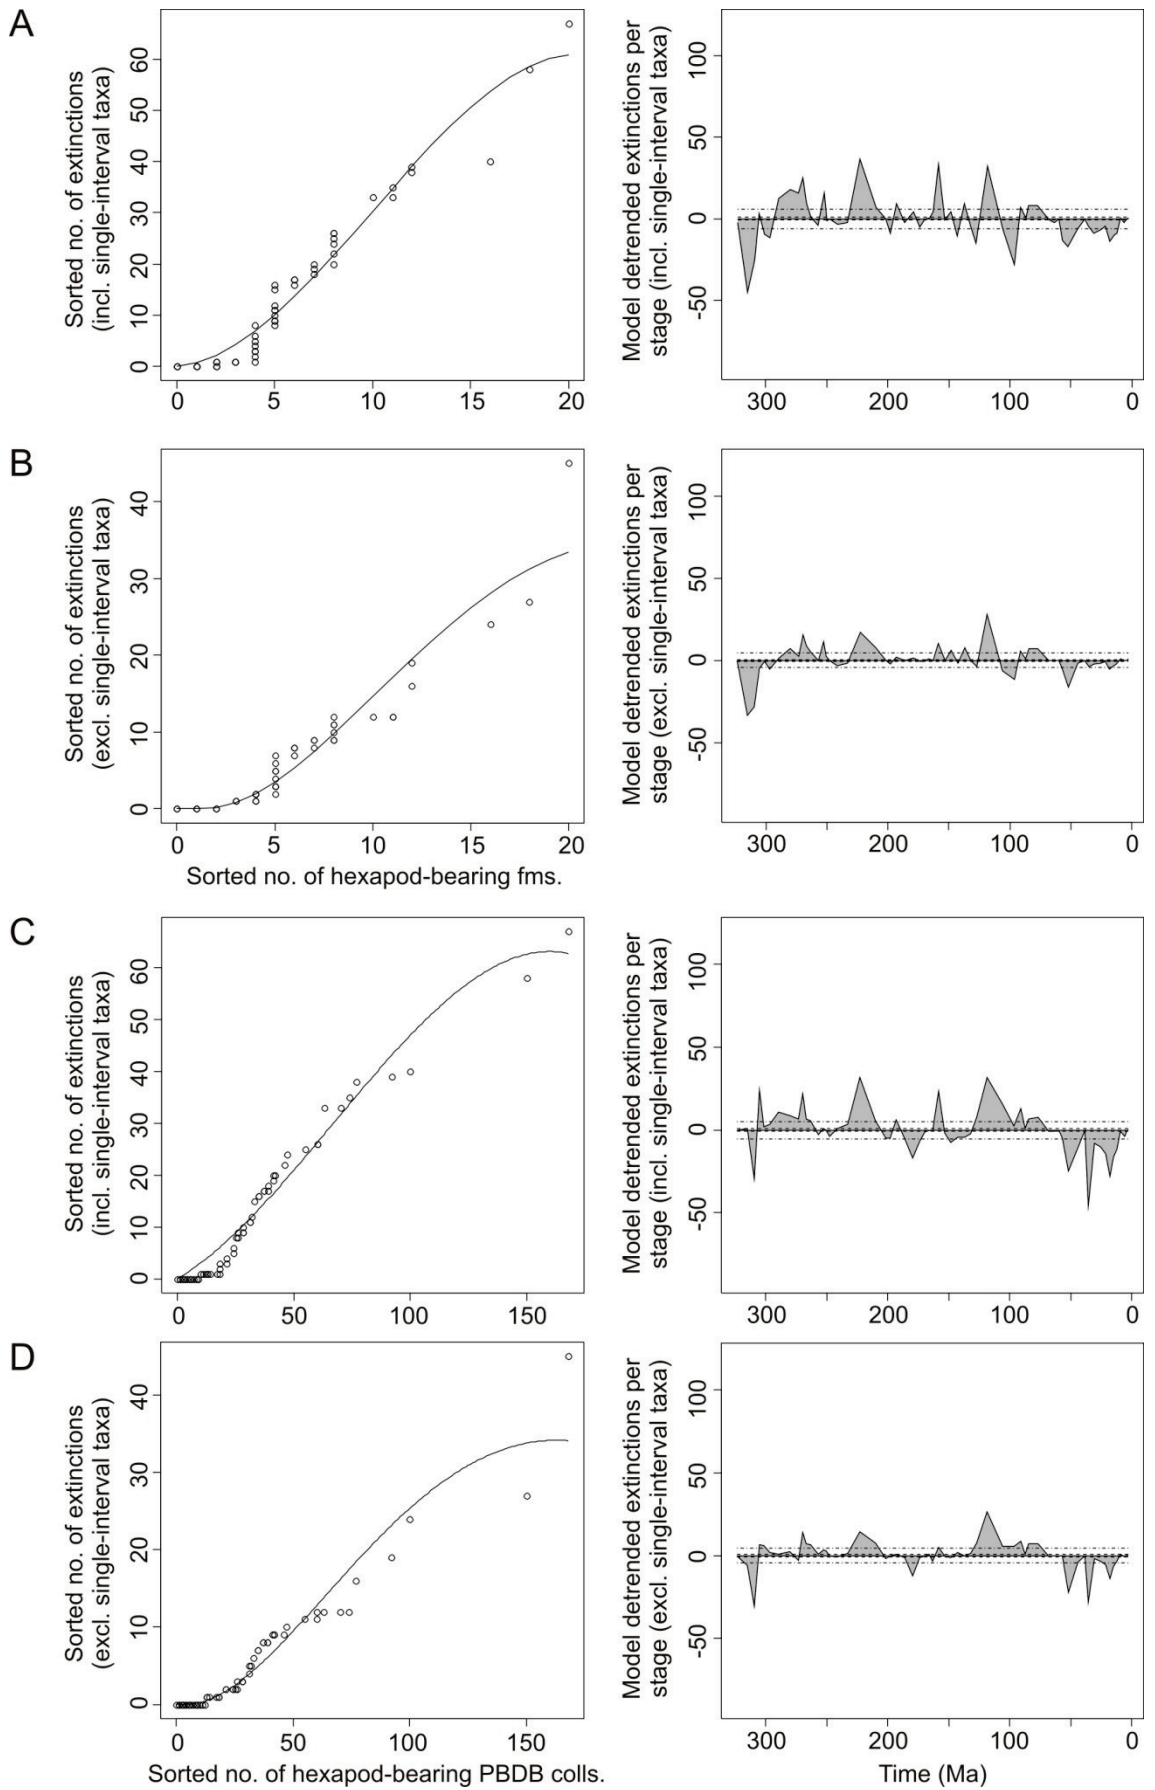 A
Sorted no. of extinctions
(incl. single-interval taxa)
0 10 20 30 40 50 60
0 5 10 15 20
Model detrended extinctions per
stage (incl. single-interval taxa)
-50 0 50 100
300 200 100 0
B
Sorted no. of extinctions
(excl. single-interval taxa)
0 10 20 30 40
0 5 10 15 20
Sorted no. of hexapod-bearing fms.
Model detrended extinctions per
stage (excl. single-interval taxa)
-50 0 50 100
300 200 100 0
C
Sorted no. of extinctions
(incl. single-interval taxa)
0 10 20 30 40 50 60
0 50 100 150
Model detrended extinctions per
stage (incl. single-interval taxa)
-50 0 50 100
300 200 100 0
D
Sorted no. of extinctions
(excl. single-interval taxa)
0 10 20 30 40
0 50 100 150
Sorted no. of hexapod-bearing PBDB colls.
Model detrended extinctions per
stage (excl. single-interval taxa)
-50 0 50 100
300 200 100 0
Time (Ma)